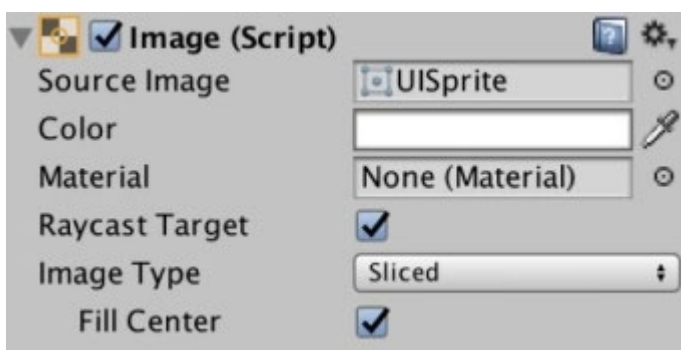 Image (Script)
Source Image UISprite
Color
Material None (Material)
Raycast Target
Image Type Sliced
Fill Center